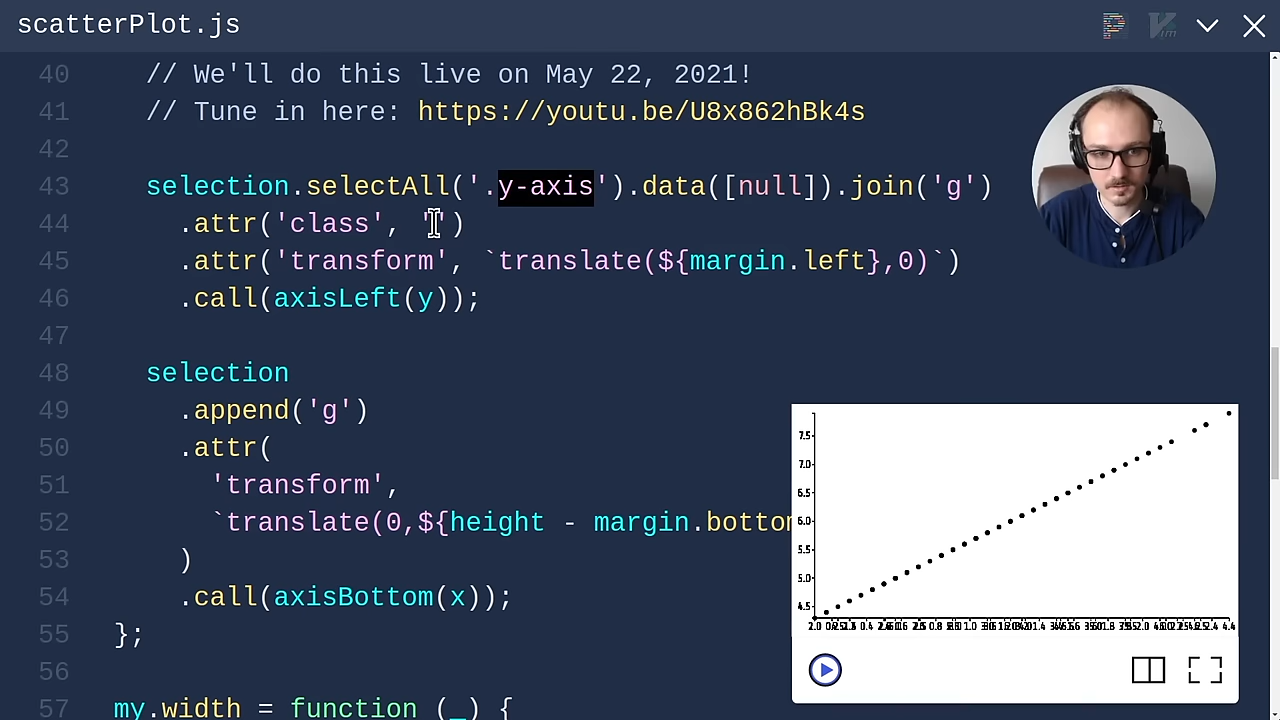 scatterPlot.js
Vim
40 // We'll do this live on May 22, 2021!
41 // Tune in here: https://youtu.be/U8x862hBk4s
42
43 selection.selectAll('.y-axis').data([null]).join('g')
44 .attr('class', '')
45 .attr('transform', `translate(${margin.left},0)`)
46 .call(axisLeft(y));
47
48 selection
49 .append('g')
50 .attr(
51 'transform',
52 `translate(0,${height - margin.bottom
53 )
54 .call(axisBottom(x));
55 };
56
57 my.width = function (_) {
7.5
7.0
6.5
6.0
5.5
5.0
4.5